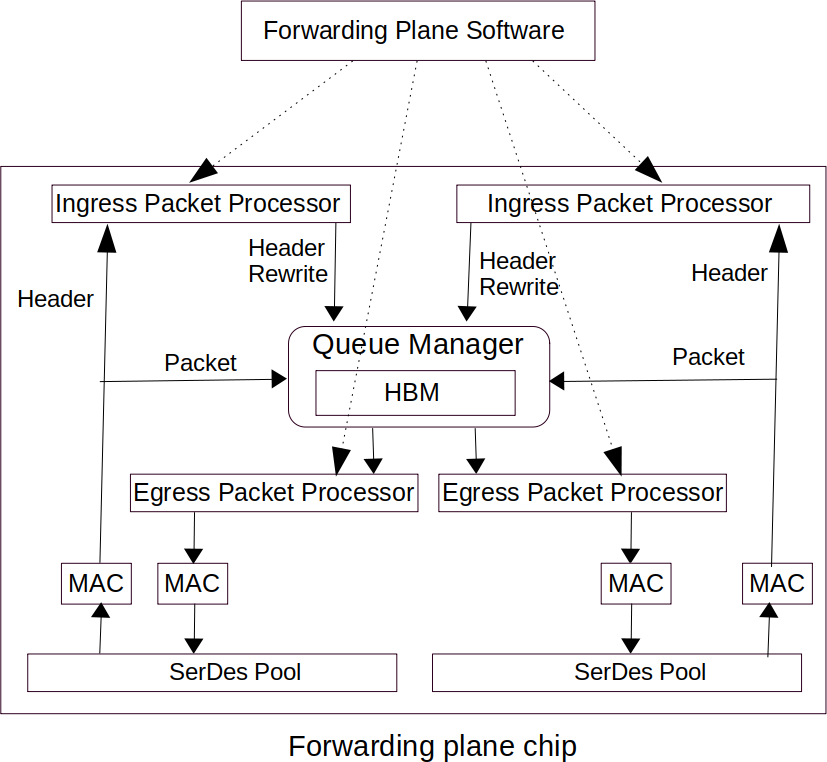 Forwarding Plane Software
Ingress Packet Processor
Ingress Packet Processor
Header
Rewrite
Header
Rewrite
Header
Header
Packet
Packet
Queue Manager
HBM
Egress Packet Processor
Egress Packet Processor
MAC
MAC
MAC
MAC
SerDes Pool
SerDes Pool
Forwarding plane chip